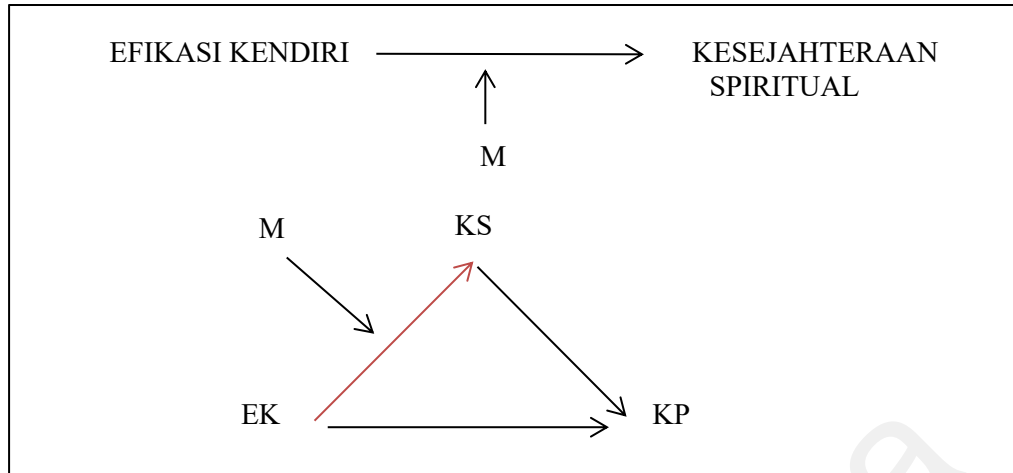 EFIKASI KENDIRI KESEJAHTERAAN
SPIRITUAL
M
M KS
EK KP